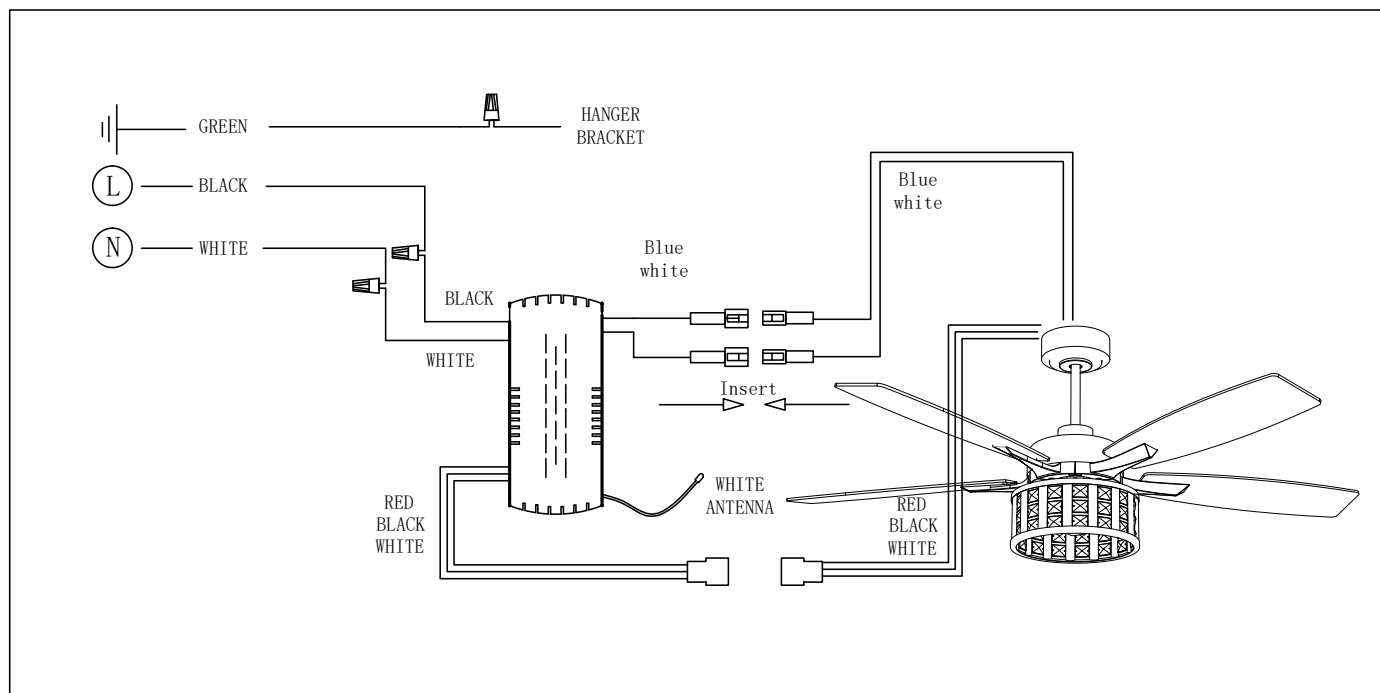 GREEN
HANGER
BRACKET
L
BLACK
N
WHITE
Blue
white
Blue
white
BLACK
WHITE
Insert
RED
BLACK
WHITE
WHITE
ANTENNA
RED
BLACK
WHITE